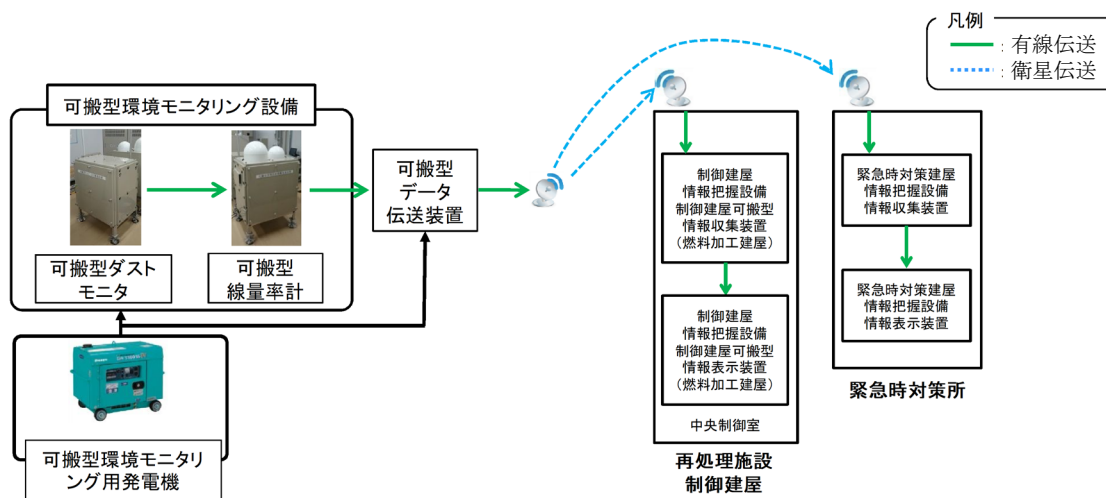 凡例
：有線伝送
：衛星伝送
可搬型環境モニタリング設備
可搬型ダスト
モニタ
可搬型
線量率計
可搬型
データ
伝送装置
可搬型環境モニタリ
ング用発電機
制御建屋
情報把握設備
制御建屋可搬型
情報収集装置
（燃料加工建屋）
制御建屋
情報把握設備
制御建屋可搬型
情報表示装置
（燃料加工建屋）
中央制御室
再処理施設
制御建屋
緊急時対策建屋
情報把握設備
情報収集装置
緊急時対策建屋
情報把握設備
情報表示装置
緊急時対策所